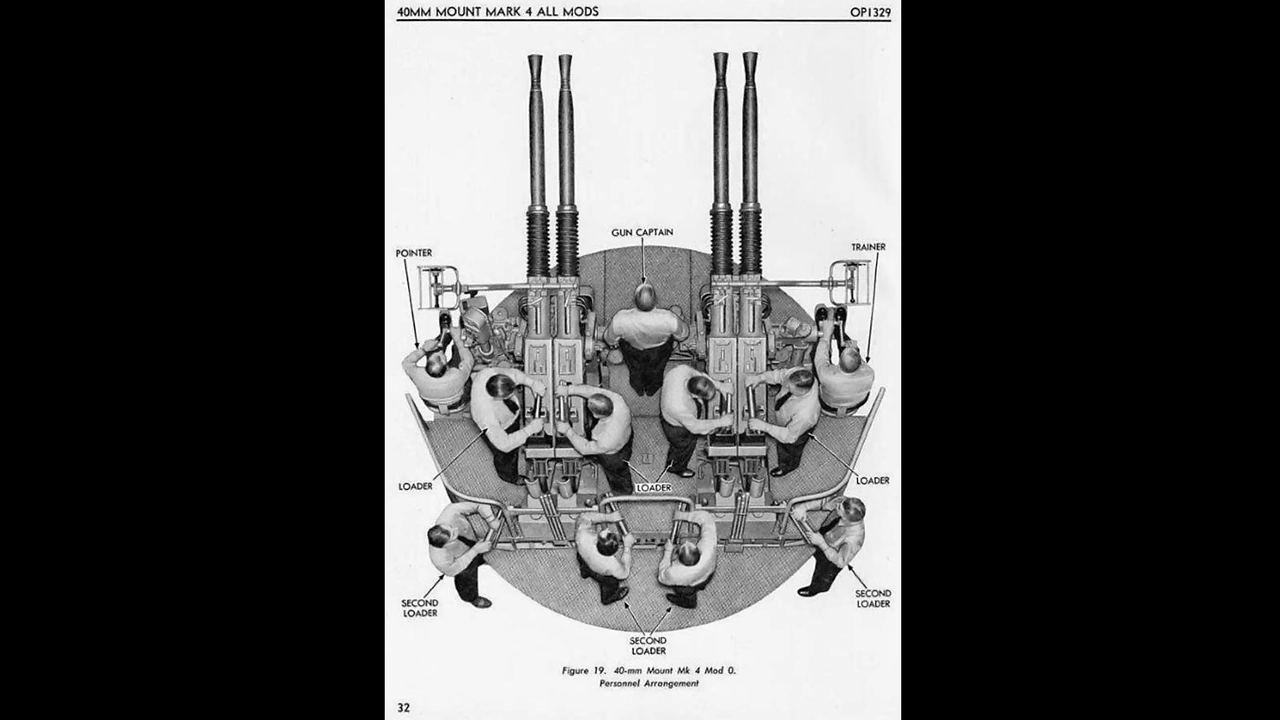 40MM MOUNT MARK 4 ALL MODS
OP1329
GUN CAPTAIN
POINTER
TRAINER
LOADER
LOADER
LOADER
SECOND
LOADER
SECOND
LOADER
SECOND
LOADER
Figure 19. 40-mm Mount Mk 4 Mod 0.
Personnel Arrangement
32